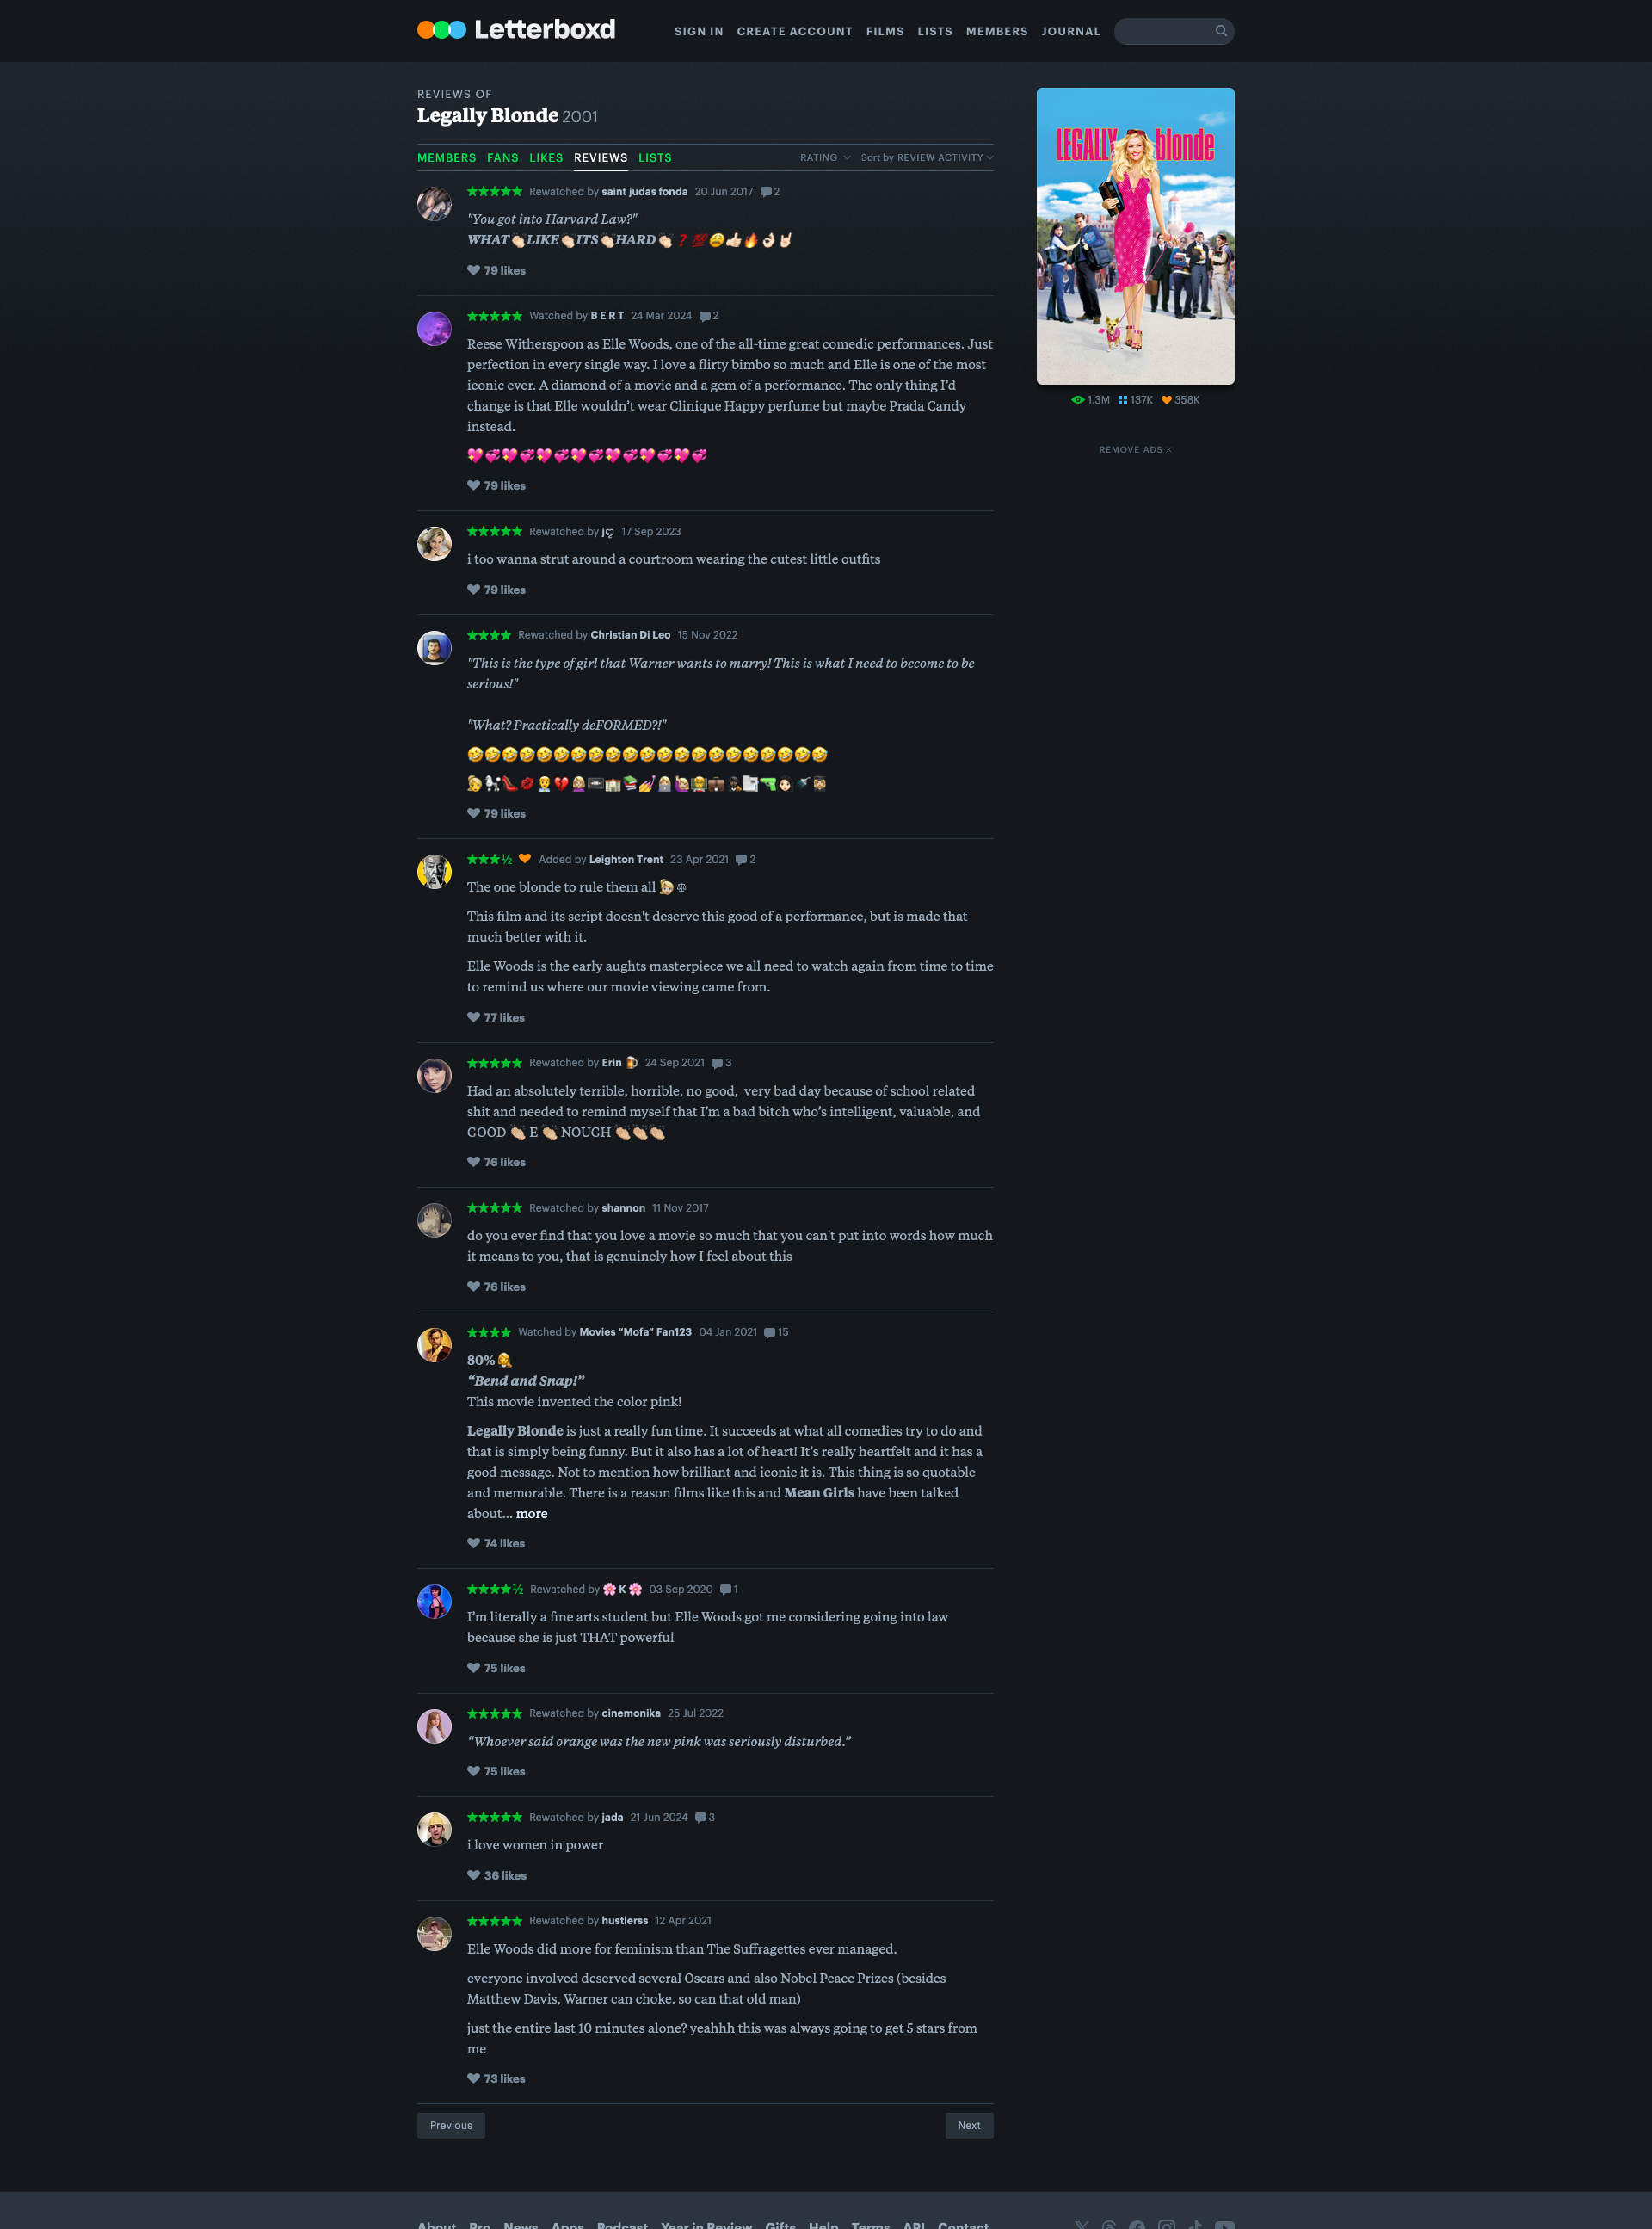 Letterboxd
SIGN IN CREATE ACCOUNT FILMS LISTS MEMBERS JOURNAL
REVIEWS OF
Legally Blonde 2001
MEMBERS FANS LIKES REVIEWS LISTS RATING Sort by REVIEW ACTIVITY
LEGALLY blonde
1.3M 137K 358K
REMOVE ADS ×
★★★★★ Rewatched by saint judas fonda 20 Jun 2017 2
"You got into Harvard Law?"
WHAT👏🏻LIKE👏🏻ITS👏🏻HARD👏🏻❓💯😩👍🏻🔥👌🏻🤘🏻
79 likes
★★★★★ Watched by B E R T 24 Mar 2024 2
Reese Witherspoon as Elle Woods, one of the all-time great comedic performances. Just
perfection in every single way. I love a flirty bimbo so much and Elle is one of the most
iconic ever. A diamond of a movie and a gem of a performance. The only thing I’d
change is that Elle wouldn’t wear Clinique Happy perfume but maybe Prada Candy
instead.
💖💞💖💞💖💞💖💞💖💞💖💞💖💞
79 likes
★★★★★ Rewatched by j 17 Sep 2023
i too wanna strut around a courtroom wearing the cutest little outfits
79 likes
★★★★ Rewatched by Christian Di Leo 15 Nov 2022
"This is the type of girl that Warner wants to marry! This is what I need to become to be
serious!"
"What? Practically deFORMED?!"
🤣🤣🤣🤣🤣🤣🤣🤣🤣🤣🤣🤣🤣🤣🤣🤣🤣🤣🤣🤣🤣
79 likes
★★★½ Added by Leighton Trent 23 Apr 2021 2
The one blonde to rule them all 👱🏼‍♀️⚖
This film and its script doesn't deserve this good of a performance, but is made that
much better with it.
Elle Woods is the early aughts masterpiece we all need to watch again from time to time
to remind us where our movie viewing came from.
77 likes
★★★★★ Rewatched by Erin 🍺 24 Sep 2021 3
Had an absolutely terrible, horrible, no good, very bad day because of school related
shit and needed to remind myself that I’m a bad bitch who’s intelligent, valuable, and
GOOD 👏🏼 E 👏🏼 NOUGH 👏🏼👏🏼👏🏼
76 likes
★★★★★ Rewatched by shannon 11 Nov 2017
do you ever find that you love a movie so much that you can't put into words how much
it means to you, that is genuinely how I feel about this
76 likes
★★★★ Watched by Movies “Mofa” Fan123 04 Jan 2021 15
80%👩‍⚖️
“Bend and Snap!”
This movie invented the color pink!
Legally Blonde is just a really fun time. It succeeds at what all comedies try to do and
that is simply being funny. But it also has a lot of heart! It’s really heartfelt and it has a
good message. Not to mention how brilliant and iconic it is. This thing is so quotable
and memorable. There is a reason films like this and Mean Girls have been talked
about… more
74 likes
★★★★½ Rewatched by 🌸 K 🌸 03 Sep 2020 1
I’m literally a fine arts student but Elle Woods got me considering going into law
because she is just THAT powerful
75 likes
★★★★★ Rewatched by cinemonika 25 Jul 2022
“Whoever said orange was the new pink was seriously disturbed.”
75 likes
★★★★★ Rewatched by jada 21 Jun 2024 3
i love women in power
36 likes
★★★★★ Rewatched by hustlerss 12 Apr 2021
Elle Woods did more for feminism than The Suffragettes ever managed.
everyone involved deserved several Oscars and also Nobel Peace Prizes (besides
Matthew Davis, Warner can choke. so can that old man)
just the entire last 10 minutes alone? yeahhh this was always going to get 5 stars from
me
73 likes
Previous Next
About Pro News Apps Podcast Year in Review Gifts Help Terms API Contact